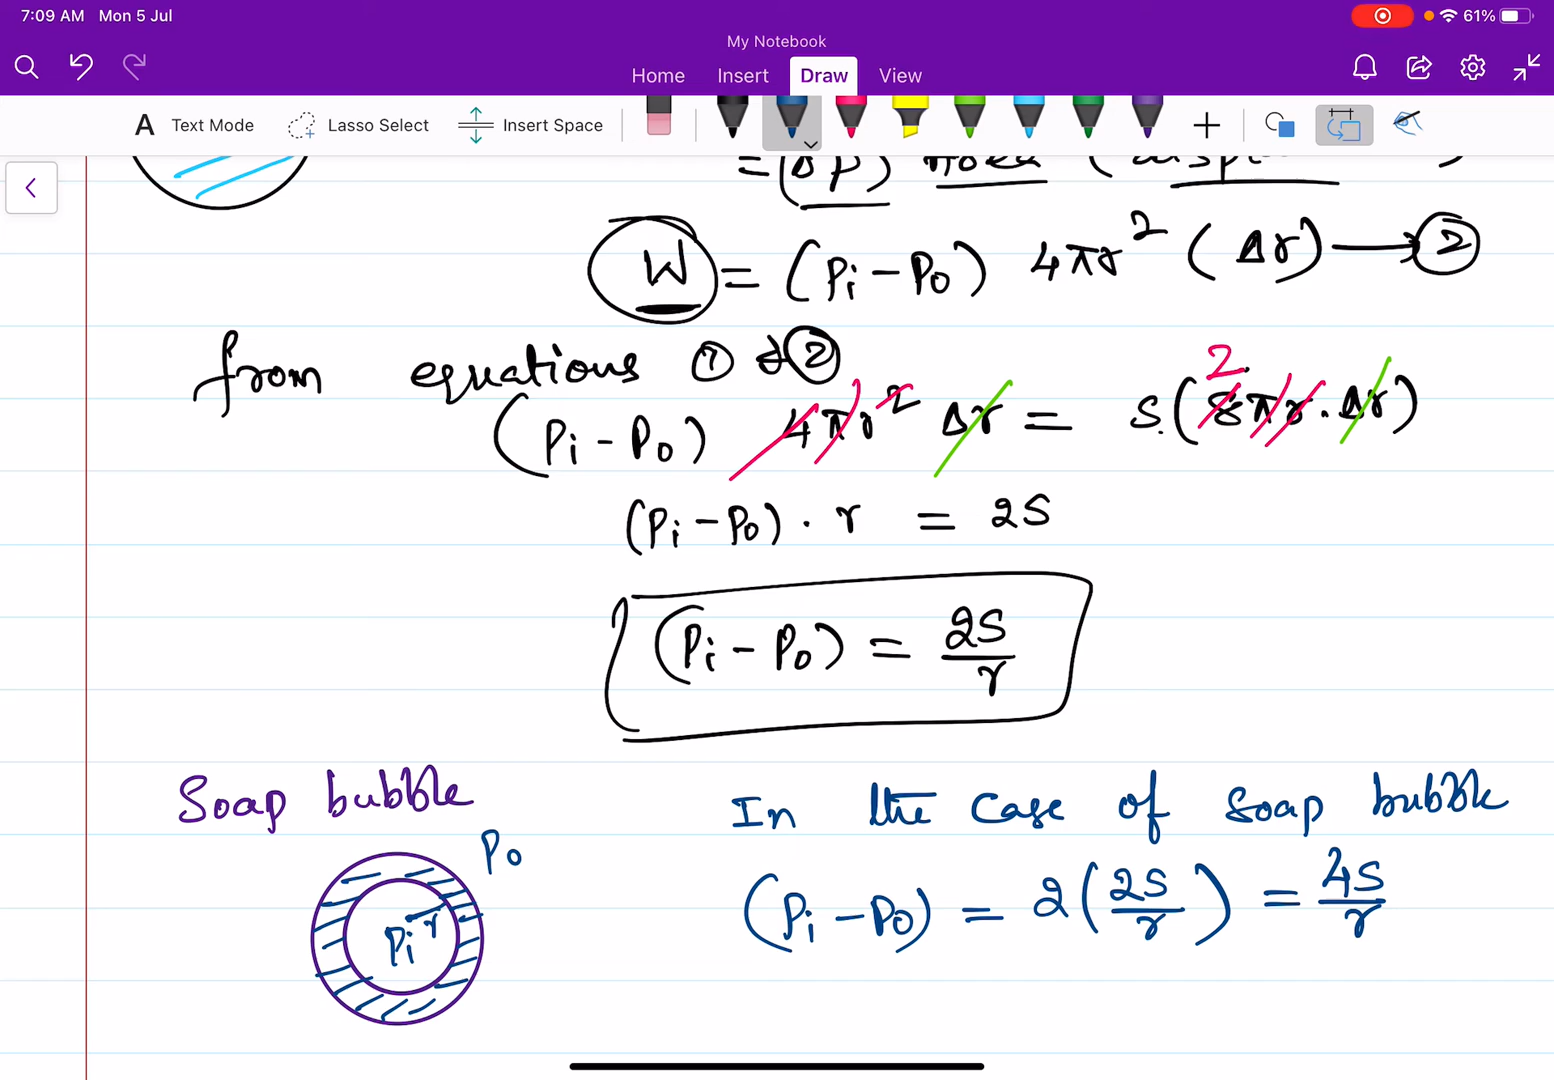 7:09 AM Mon 5 Jul 61%
My Notebook
Home Insert Draw View
A Text Mode Lasso Select Insert Space
= (ΔP)
W = (Pi - Po) 4πr² (Δr) → ②
from equations ① & ②
(Pi - Po) 4πr² Δr = S.(8πr.Δr)
2
(Pi - Po) . r = 2S
(Pi - Po) = 2S/r
Soap bubble
Po
Pi r
In the case of soap bubble
(Pi - Po) = 2(2S/r) = 4S/r